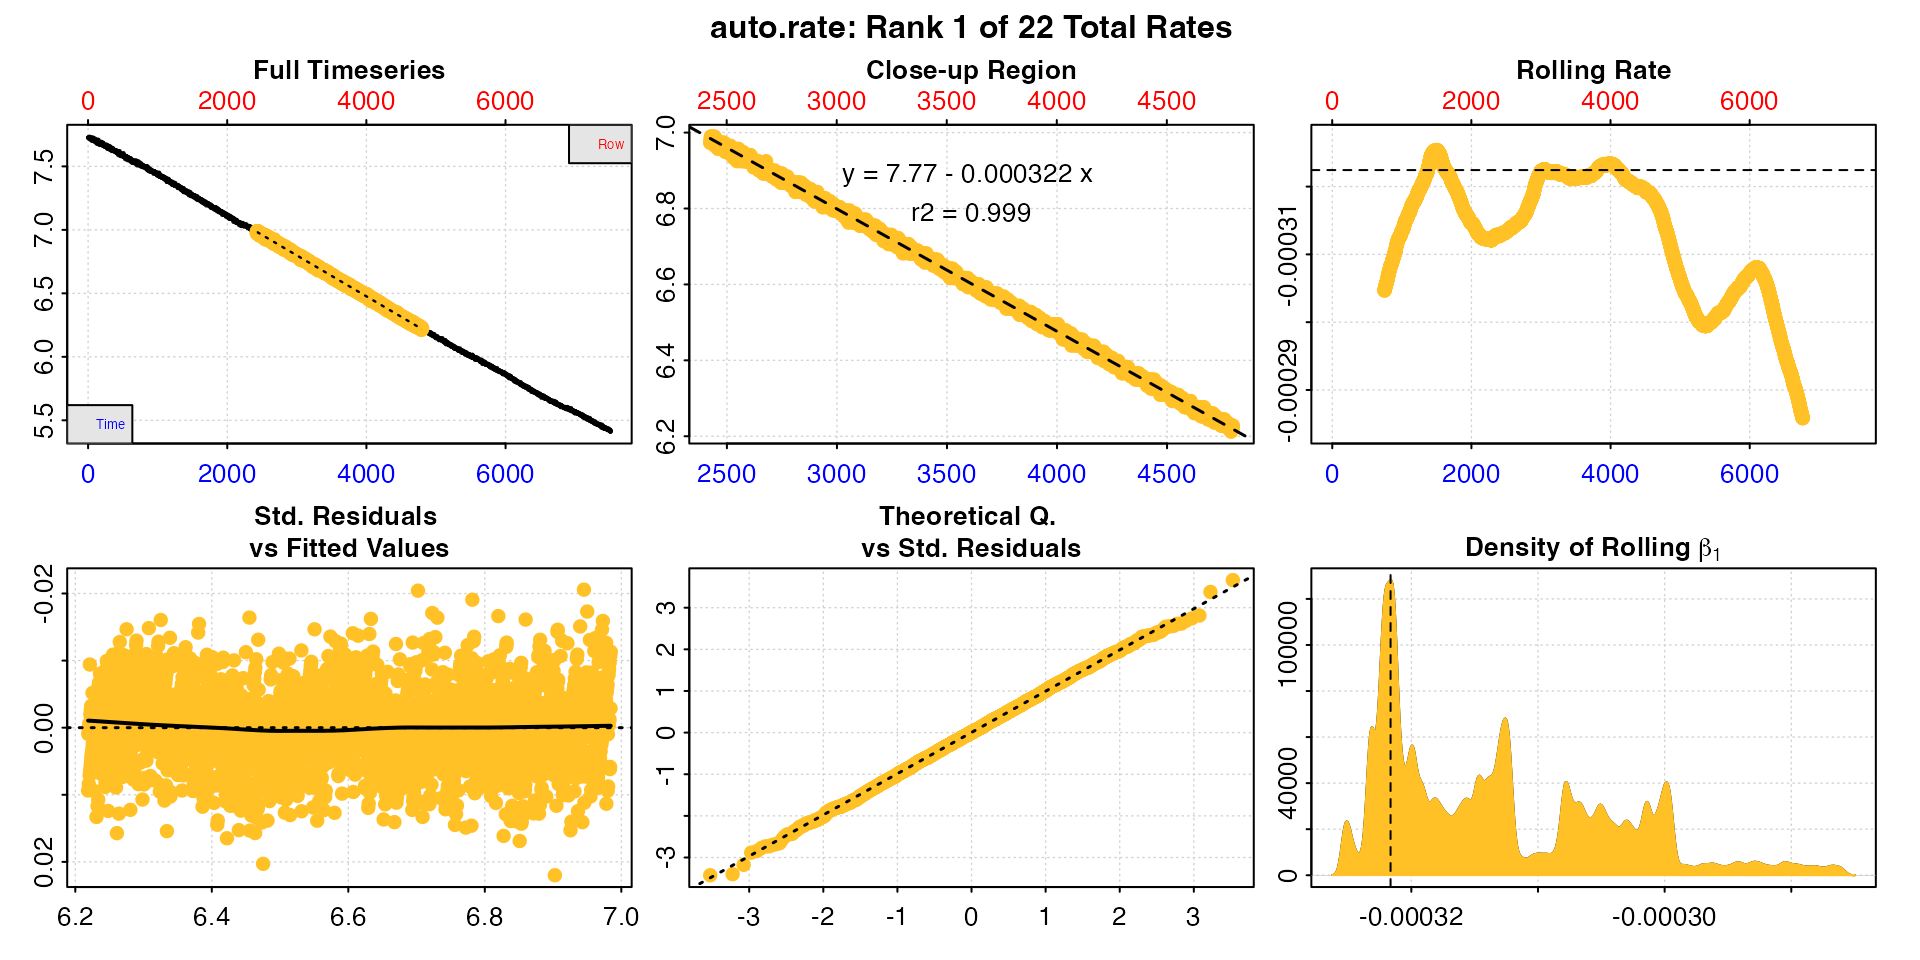 auto.rate: Rank 1 of 22 Total Rates
Full Timeseries
0 2000 4000 6000
Row
7.5
7.0
6.5
6.0
5.5
Time
0 2000 4000 6000
Close-up Region
2500 3000 3500 4000 4500
y = 7.77 - 0.000322 x
r2 = 0.999
7.0
6.8
6.6
6.4
6.2
2500 3000 3500 4000 4500
Rolling Rate
0 2000 4000 6000
-0.00031
-0.00029
0 2000 4000 6000
Std. Residuals
vs Fitted Values
-0.02
0.00
0.02
6.2 6.4 6.6 6.8 7.0
Theoretical Q.
vs Std. Residuals
3
2
1
0
-1
-3
-3 -2 -1 0 1 2 3
Density of Rolling β1
100000
40000
0
-0.00032 -0.00030